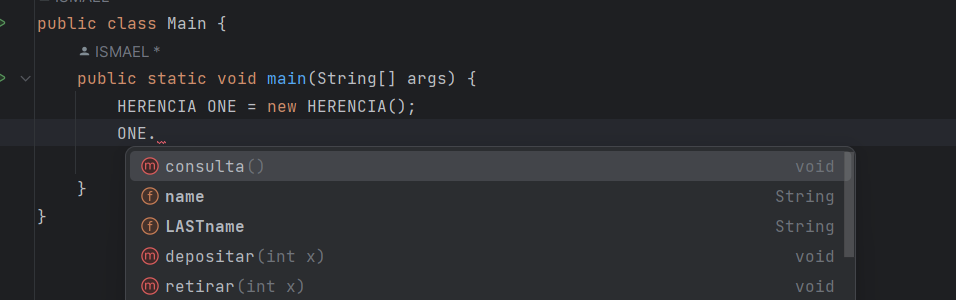 public class Main {
ISMAEL *
public static void main(String[] args) {
HERENCIA ONE = new HERENCIA();
ONE.
m consulta() void
f name String
f LASTname String
m depositar(int x) void
m retirar(int x) void
}
}